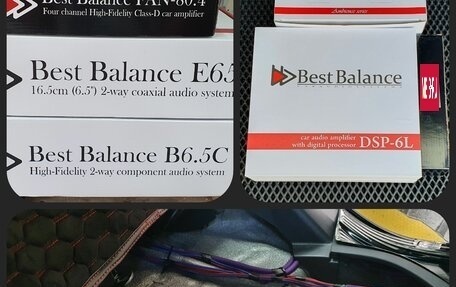 Best Balance PAN-80.4
Four channel High-Fidelity Class-D car amplifier
Best Balance E65
16.5cm (6.5") 2-way coaxial audio system
Best Balance B6.5C
High-Fidelity 2-way component audio system
Ambience series
Best Balance
car audio amplifier
with digital processor DSP-6L